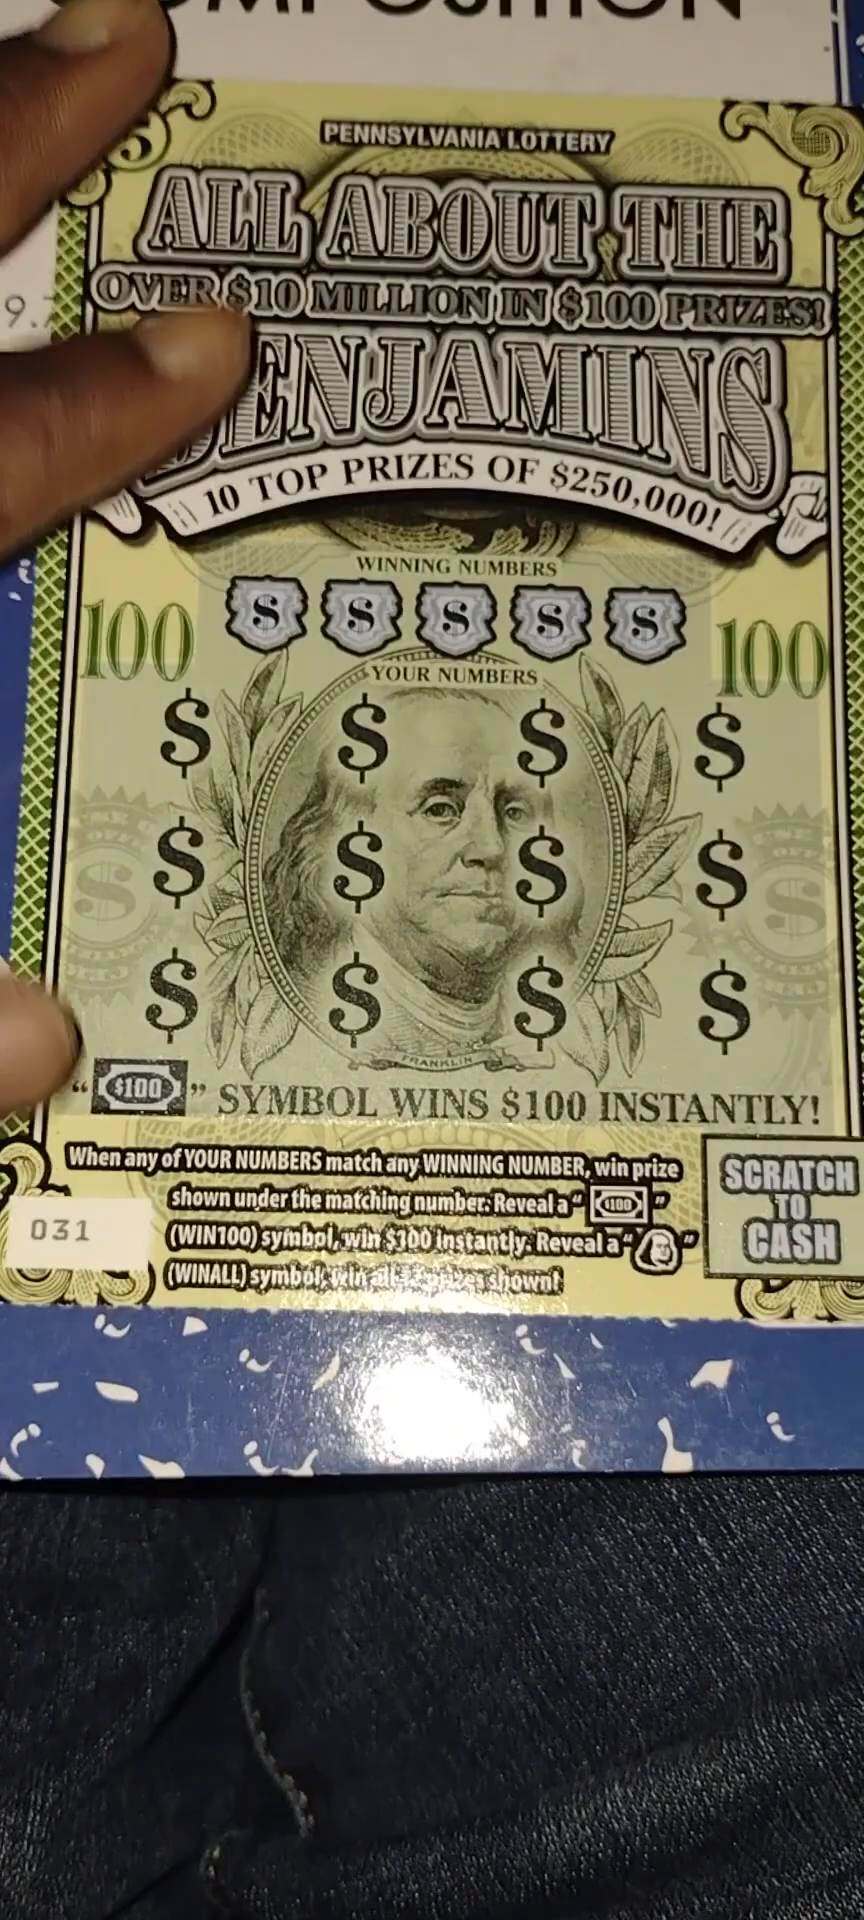 PENNSYLVANIA LOTTERY
ALL ABOUT THE
OVER $10 MILLION IN $100 PRIZES!
BENJAMINS
10 TOP PRIZES OF $250,000!
WINNING NUMBERS
100 $ $ $ $ $ 100
YOUR NUMBERS
$ $ $ $
$ $ $ $
$ $ $ $
FRANKLIN
"$100" SYMBOL WINS $100 INSTANTLY!
When any of YOUR NUMBERS match any WINNING NUMBER, win prize
shown under the matching number. Reveal a "$100"
(WIN100) symbol, win $100 instantly. Reveal a " "
(WINALL) symbol, win all 12 prizes shown!
031
SCRATCH
TO
CASH